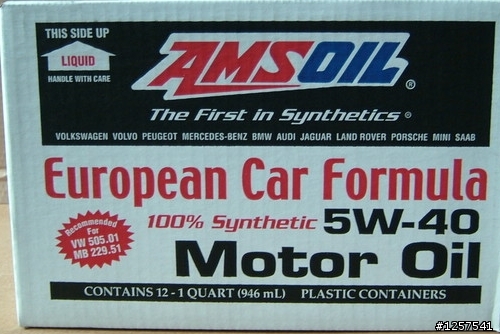 THIS SIDE UP
LIQUID
HANDLE WITH CARE
AMSOIL®
The First in Synthetics®
VOLKSWAGEN VOLVO PEUGEOT MERCEDES-BENZ BMW AUDI JAGUAR LAND ROVER PORSCHE MINI SAAB
European Car Formula
100% Synthetic 5W-40
Motor Oil
Recommended
For
VW 505.01
MB 229.51
CONTAINS 12 - 1 QUART (946 mL) PLASTIC CONTAINERS
#1257541